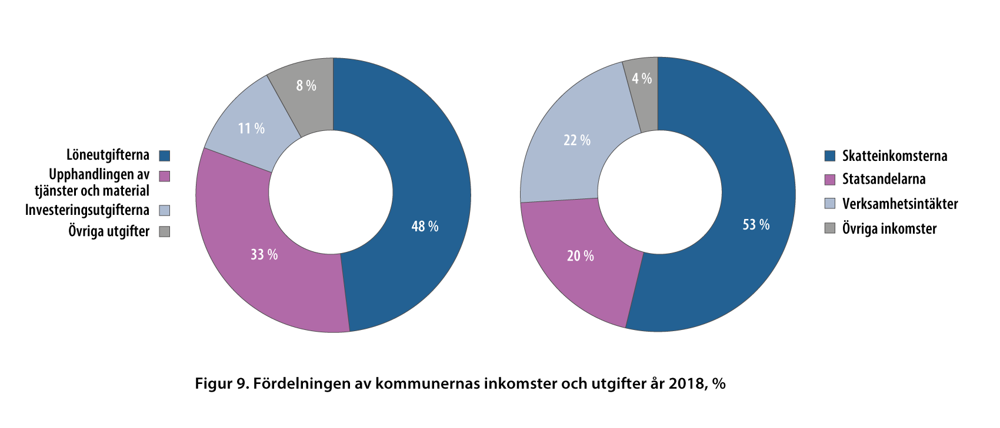 Löneutgifterna
Upphandlingen av
tjänster och material
Investeringsutgifterna
Övriga utgifter
8 %
11 %
33 %
48 %
4 %
22 %
20 %
53 %
Skatteinkomsterna
Statsandelarna
Verksamhetsintäkter
Övriga inkomster
Figur 9. Fördelningen av kommunernas inkomster och utgifter år 2018, %